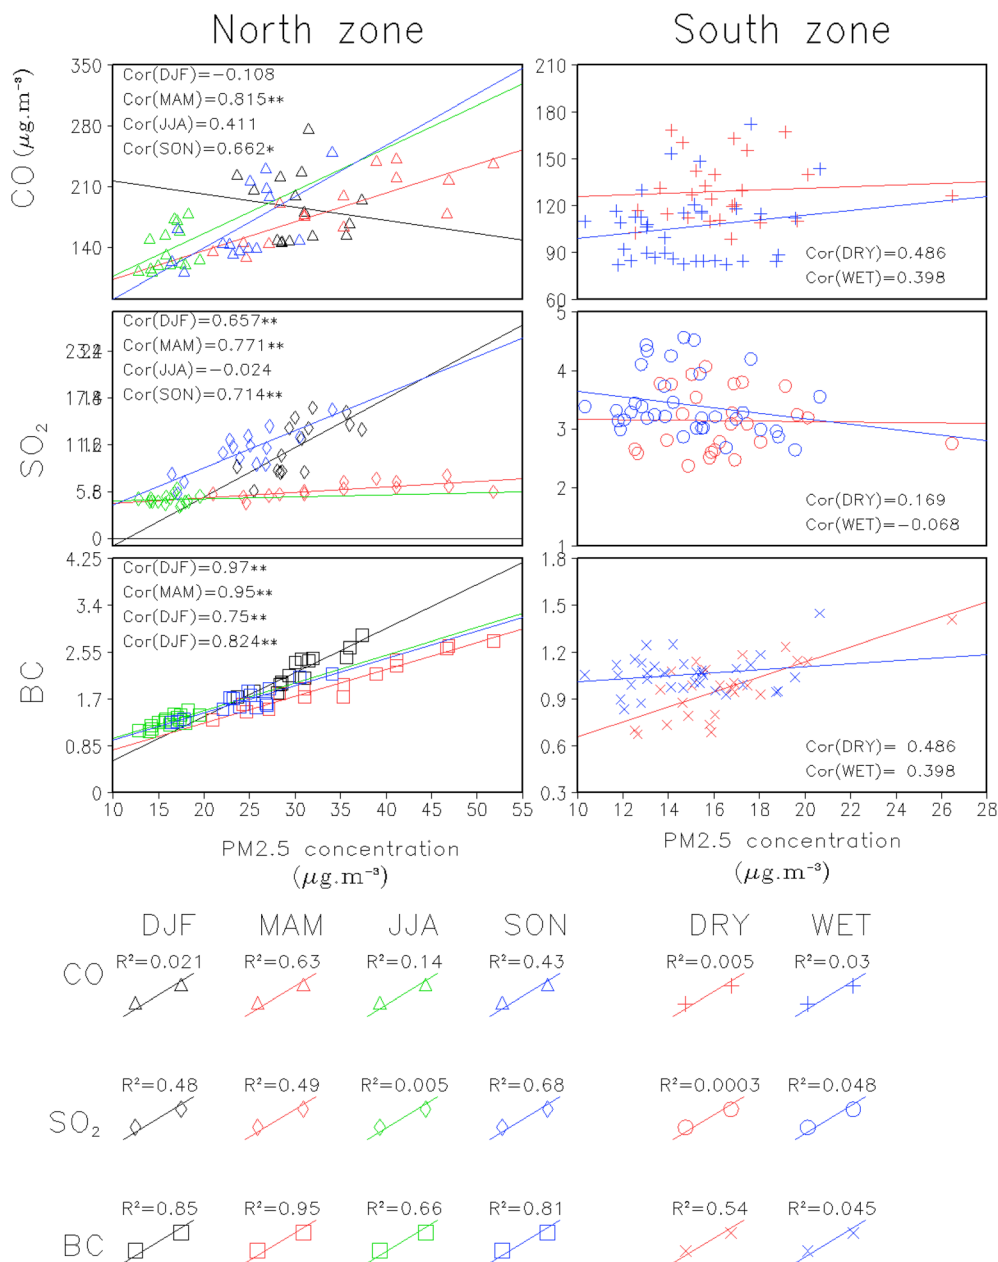 North zone South zone
CO (μg.m⁻³)
350
280
210
140
Cor(DJF)=−0.108
Cor(MAM)=0.815**
Cor(JJA)=0.411
Cor(SON)=0.662*
210
180
150
120
90
60
Cor(DRY)=0.486
Cor(WET)=0.398
SO₂
0
Cor(DJF)=0.657**
Cor(MAM)=0.771**
Cor(JJA)=−0.024
Cor(SON)=0.714**
5
4
3
2
1
Cor(DRY)=0.169
Cor(WET)=−0.068
BC
4.25
3.4
2.55
1.7
0.85
0
Cor(DJF)=0.97**
Cor(MAM)=0.95**
Cor(DJF)=0.75**
Cor(DJF)=0.824**
1.8
1.5
1.2
0.9
0.6
0.3
Cor(DRY)= 0.486
Cor(WET)= 0.398
10 15 20 25 30 35 40 45 50 55
10 12 14 16 18 20 22 24 26 28
PM2.5 concentration PM2.5 concentration
(μg.m⁻³) (μg.m⁻³)
DJF MAM JJA SON DRY WET
CO R²=0.021 R²=0.63 R²=0.14 R²=0.43 R²=0.005 R²=0.03
SO₂ R²=0.48 R²=0.49 R²=0.005 R²=0.68 R²=0.0003 R²=0.048
BC R²=0.85 R²=0.95 R²=0.66 R²=0.81 R²=0.54 R²=0.045